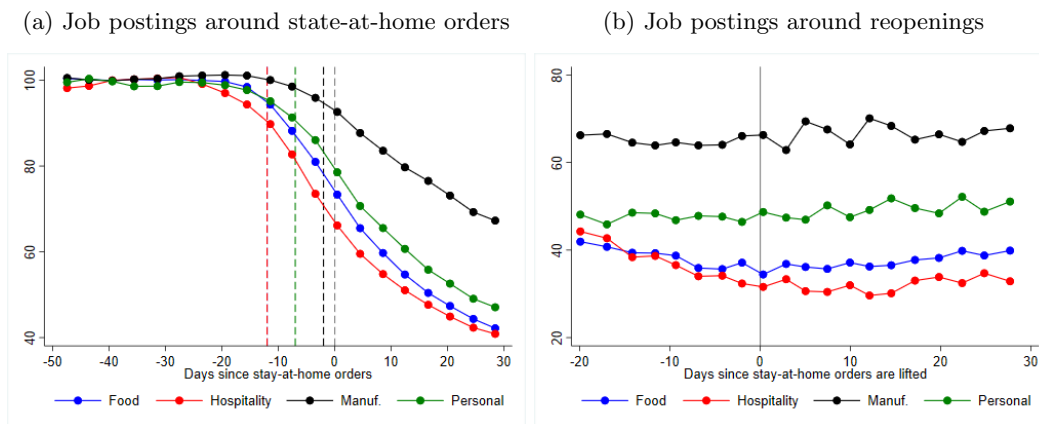 (a) Job postings around state-at-home orders
(b) Job postings around reopenings
100
80
60
40
-50
-40
-30
-20
-10
0
10
20
30
Days since stay-at-home orders
Food
Hospitality
Manuf.
Personal
80
60
40
20
-20
-10
0
10
20
30
Days since stay-at-home orders are lifted
Food
Hospitality
Manuf.
Personal